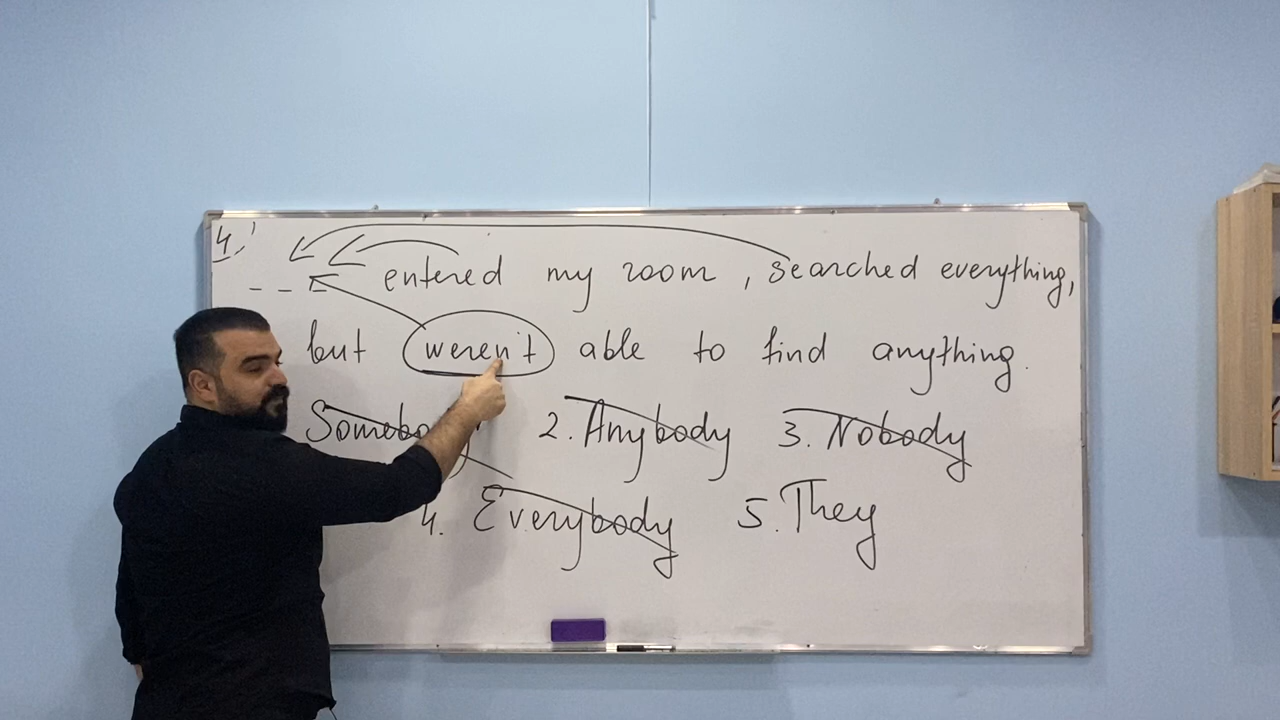 4.
_ _ _ entered my room, searched everything,
but weren't able to find anything.
Somebody 2. Anybody 3. Nobody
4. Everybody 5. They